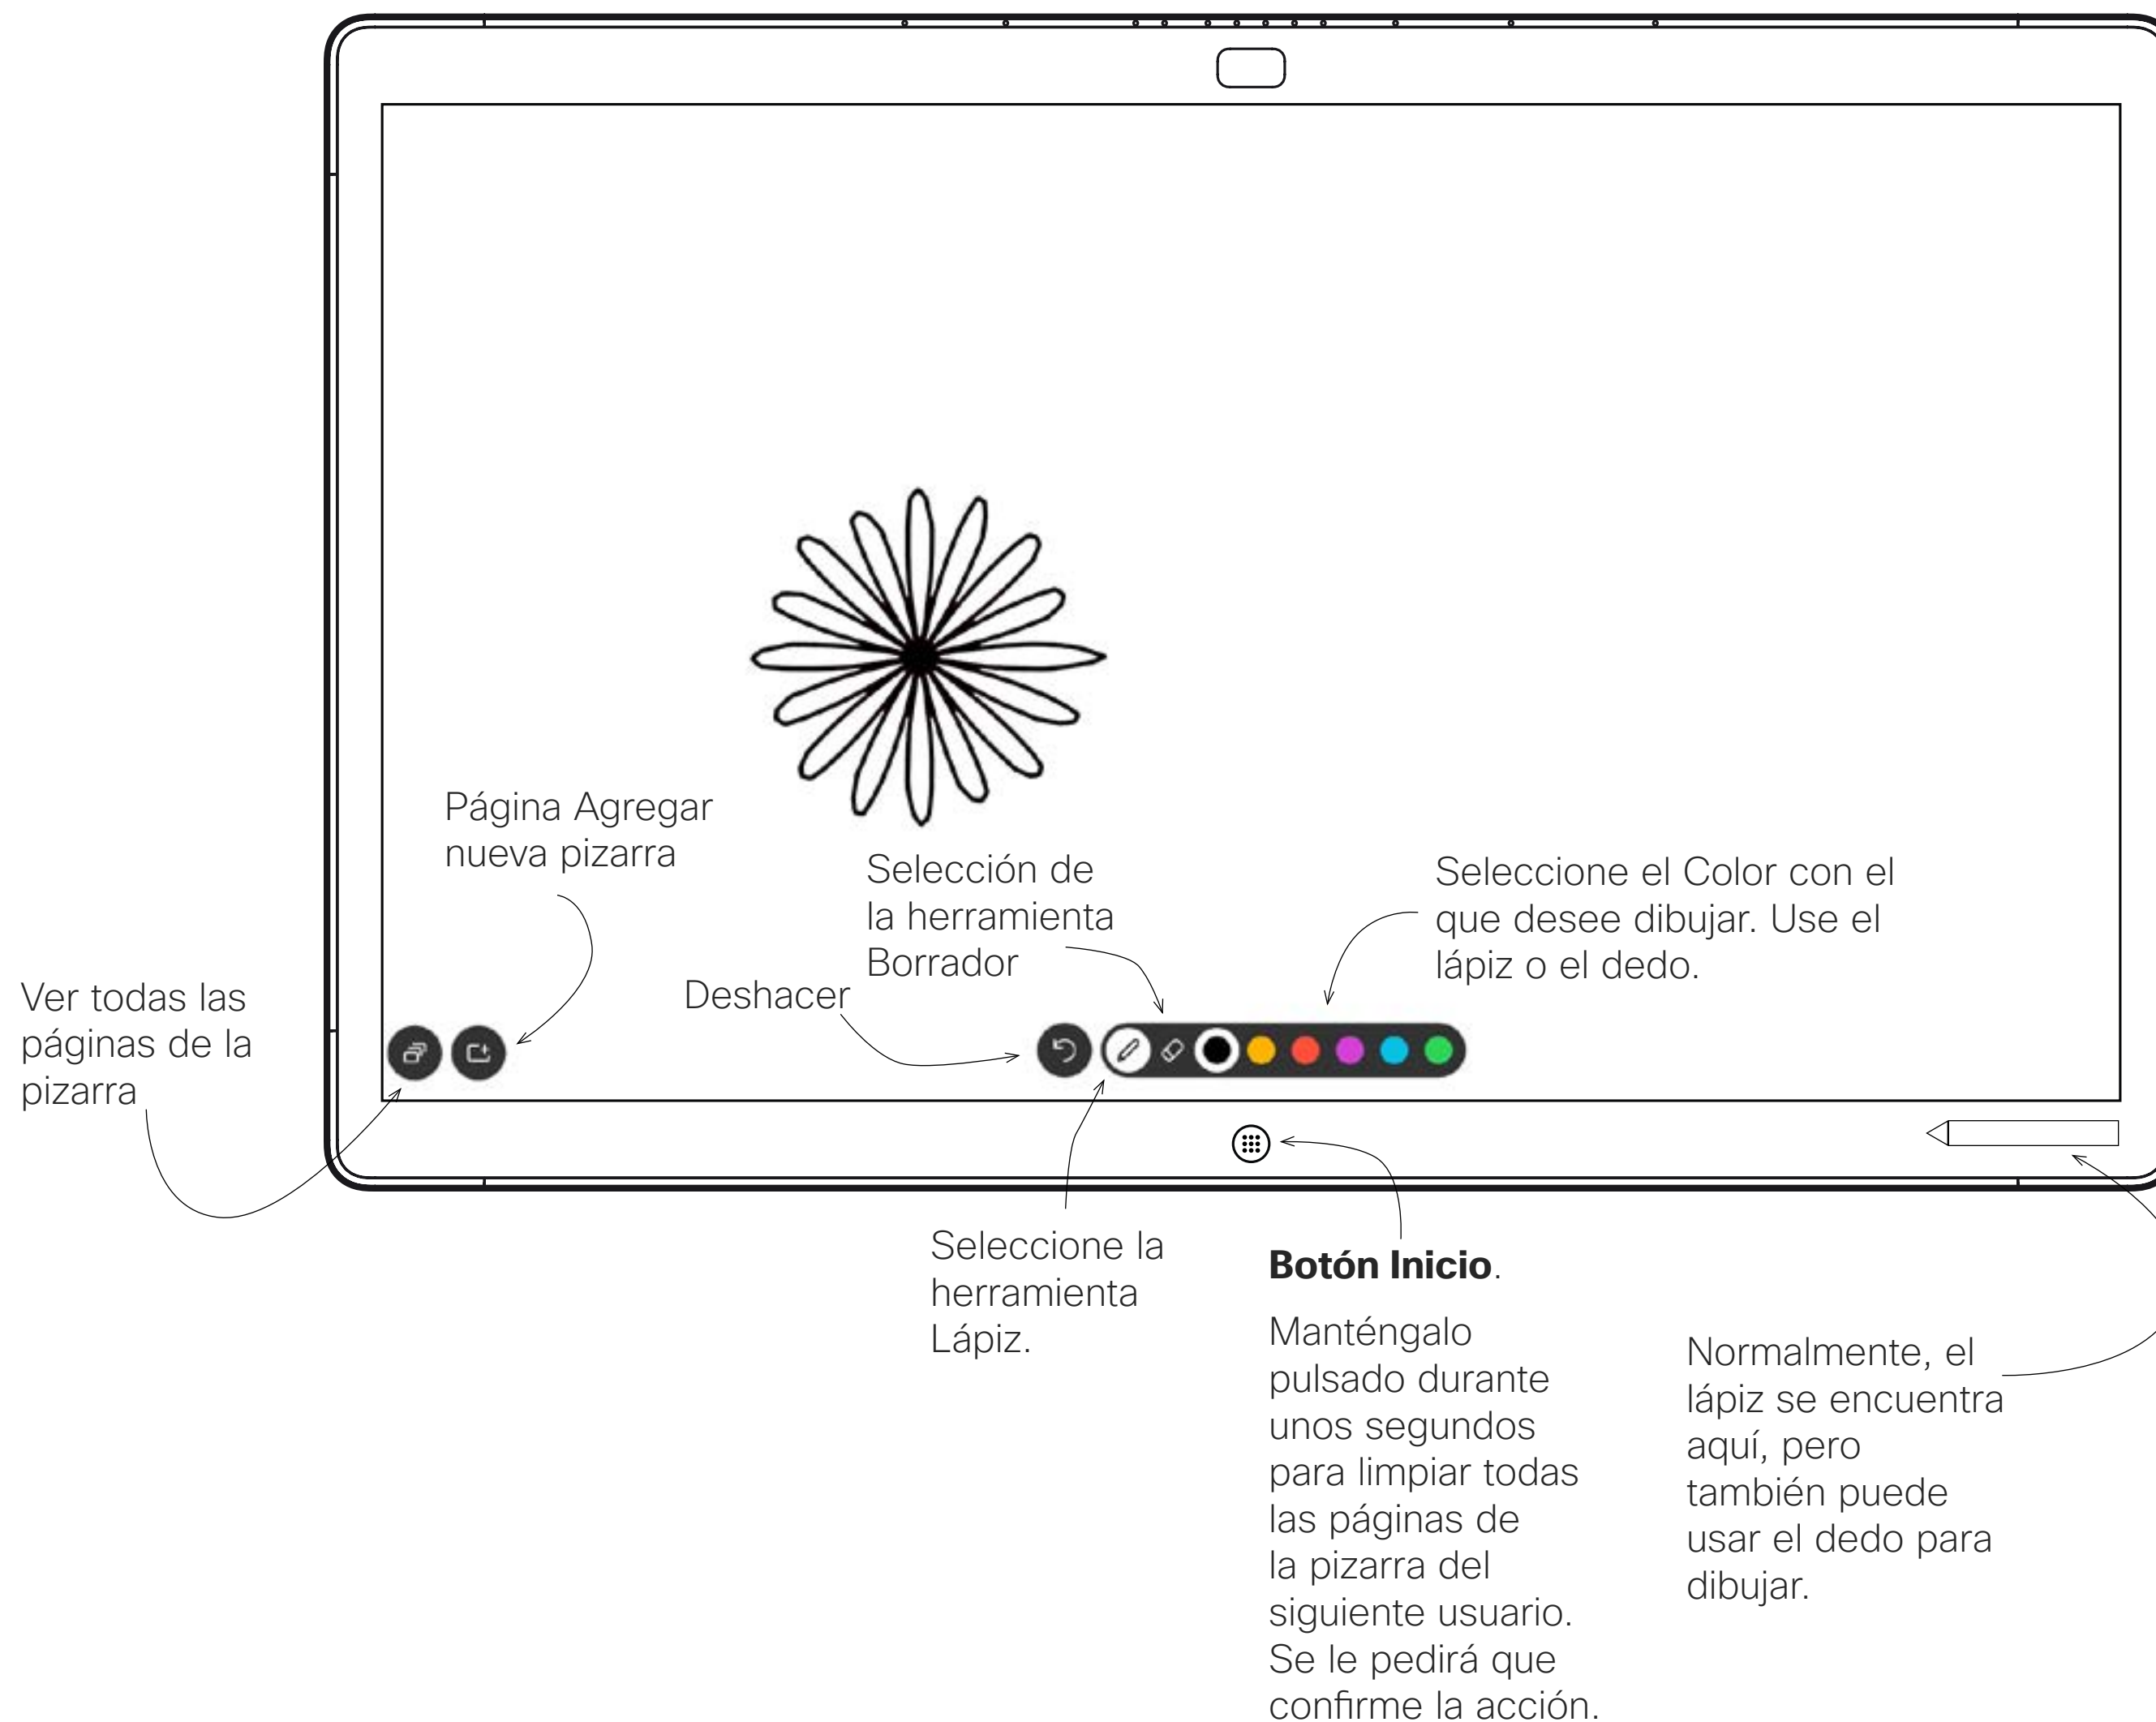 Página Agregar
nueva pizarra
Selección de
la herramienta
Borrador
Seleccione el Color con el
que desee dibujar. Use el
lápiz o el dedo.
Ver todas las
páginas de la
pizarra
Deshacer
Seleccione la
herramienta
Lápiz.
Botón Inicio.
Manténgalo
pulsado durante
unos segundos
para limpiar todas
las páginas de
la pizarra del
siguiente usuario.
Se le pedirá que
confirme la acción.
Normalmente, el
lápiz se encuentra
aquí, pero
también puede
usar el dedo para
dibujar.